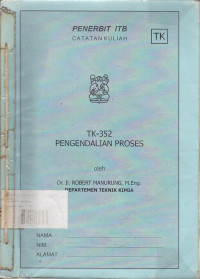 PENERBIT ITB
CATATAN KULIAH
TK
TK-352
PENGENDALIAN PROSES
oleh
Dr. Ir. ROBERT MANURUNG, M.Eng.
DEPARTEMEN TEKNIK KIMIA
NAMA
NIM
ALAMAT